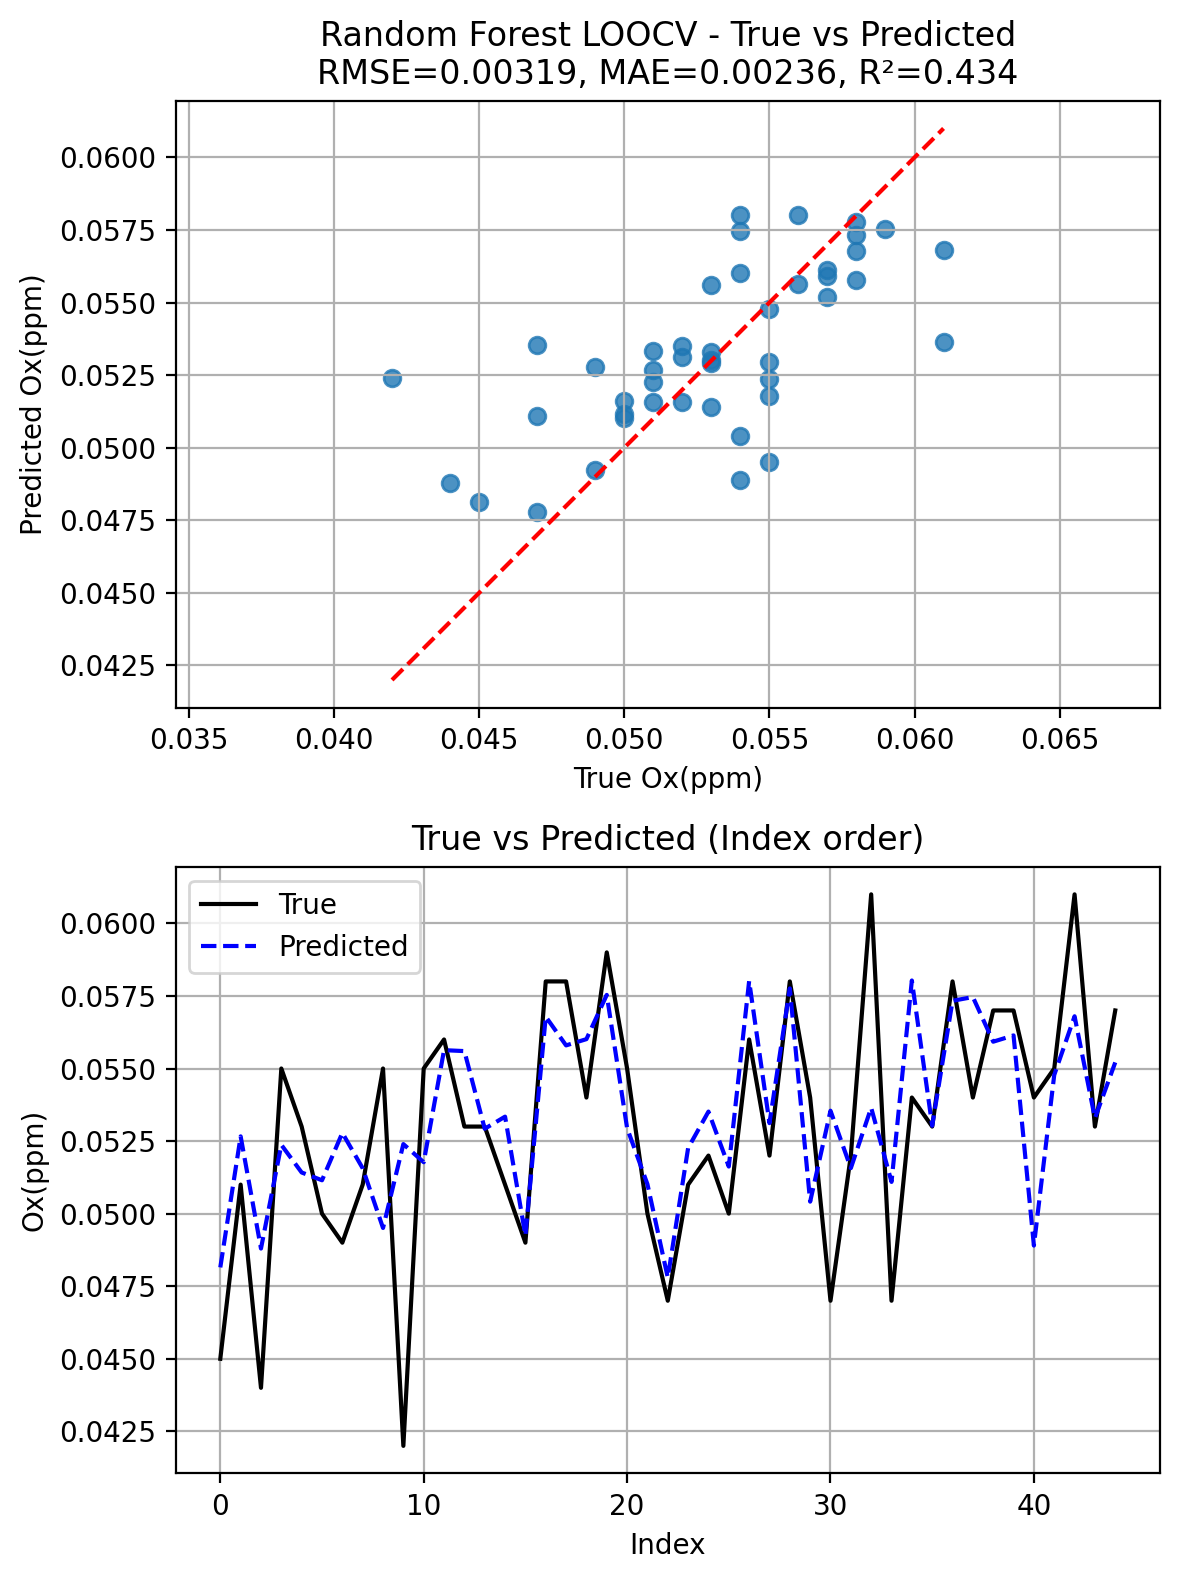 Random Forest LOOCV - True vs Predicted
RMSE=0.00319, MAE=0.00236, R²=0.434
0.0600
0.0575
0.0550
0.0525
0.0500
0.0475
0.0450
0.0425
Predicted Ox(ppm)
0.035 0.040 0.045 0.050 0.055 0.060 0.065
True Ox(ppm)
True vs Predicted (Index order)
True
Predicted
0.0600
0.0575
0.0550
0.0525
0.0500
0.0475
0.0450
0.0425
Ox(ppm)
0 10 20 30 40
Index